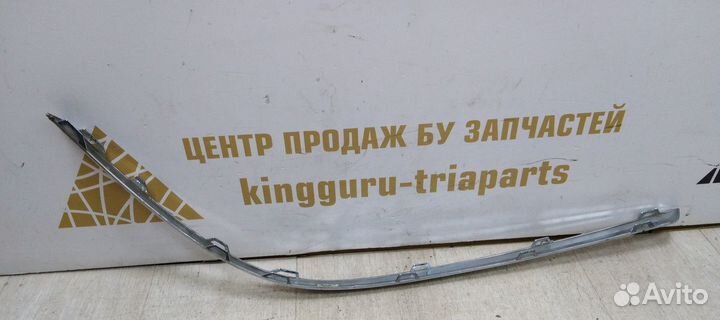 ЦЕНТР ПРОДАЖ БУ ЗАПЧАСТЕЙ
kingguru-triaparts
Avito